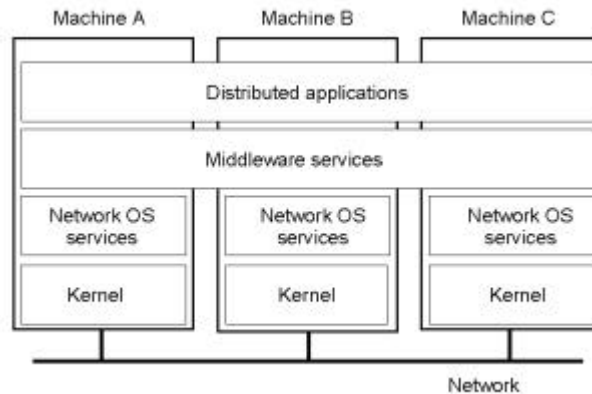 Machine A
Machine B
Machine C
Distributed applications
Middleware services
Network OS
services
Network OS
services
Network OS
services
Kernel
Kernel
Kernel
Network